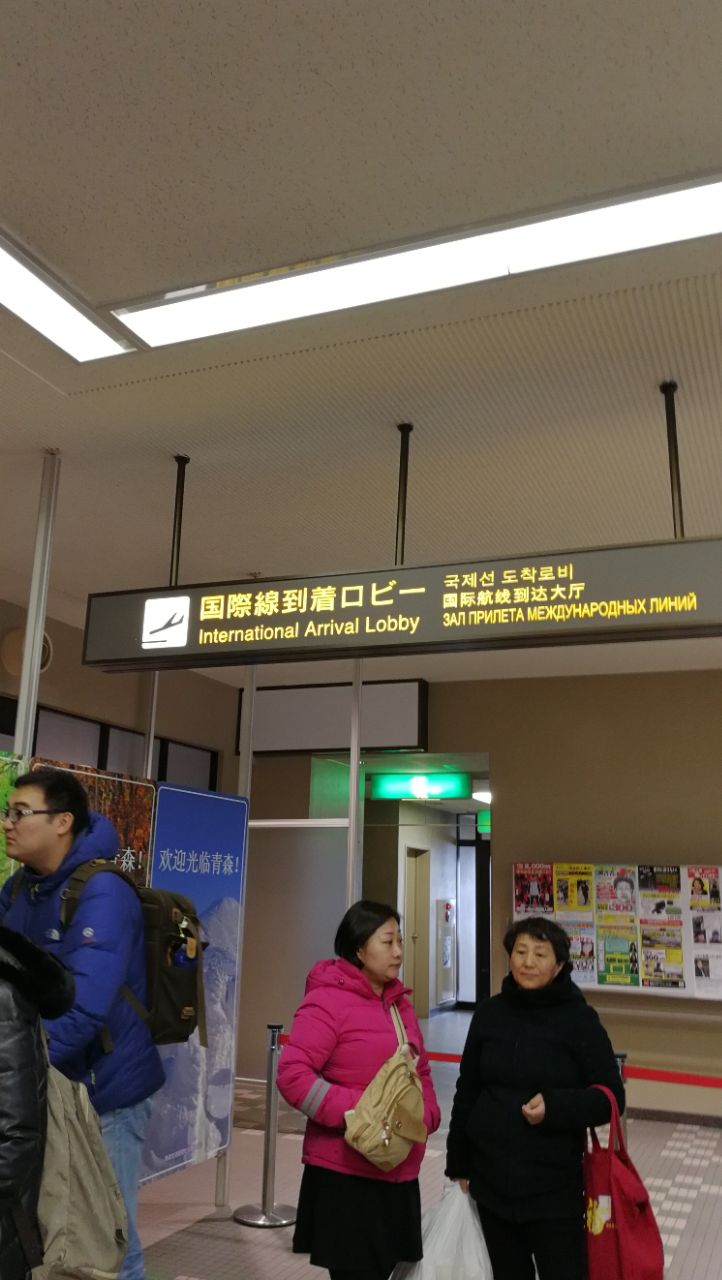 国際線到着ロビー
International Arrival Lobby
국제선 도착로비
国际航线到达大厅
ЗАЛ ПРИЛЕТА МЕЖДУНАРОДНЫХ ЛИНИЙ
森!
欢迎光临青森!